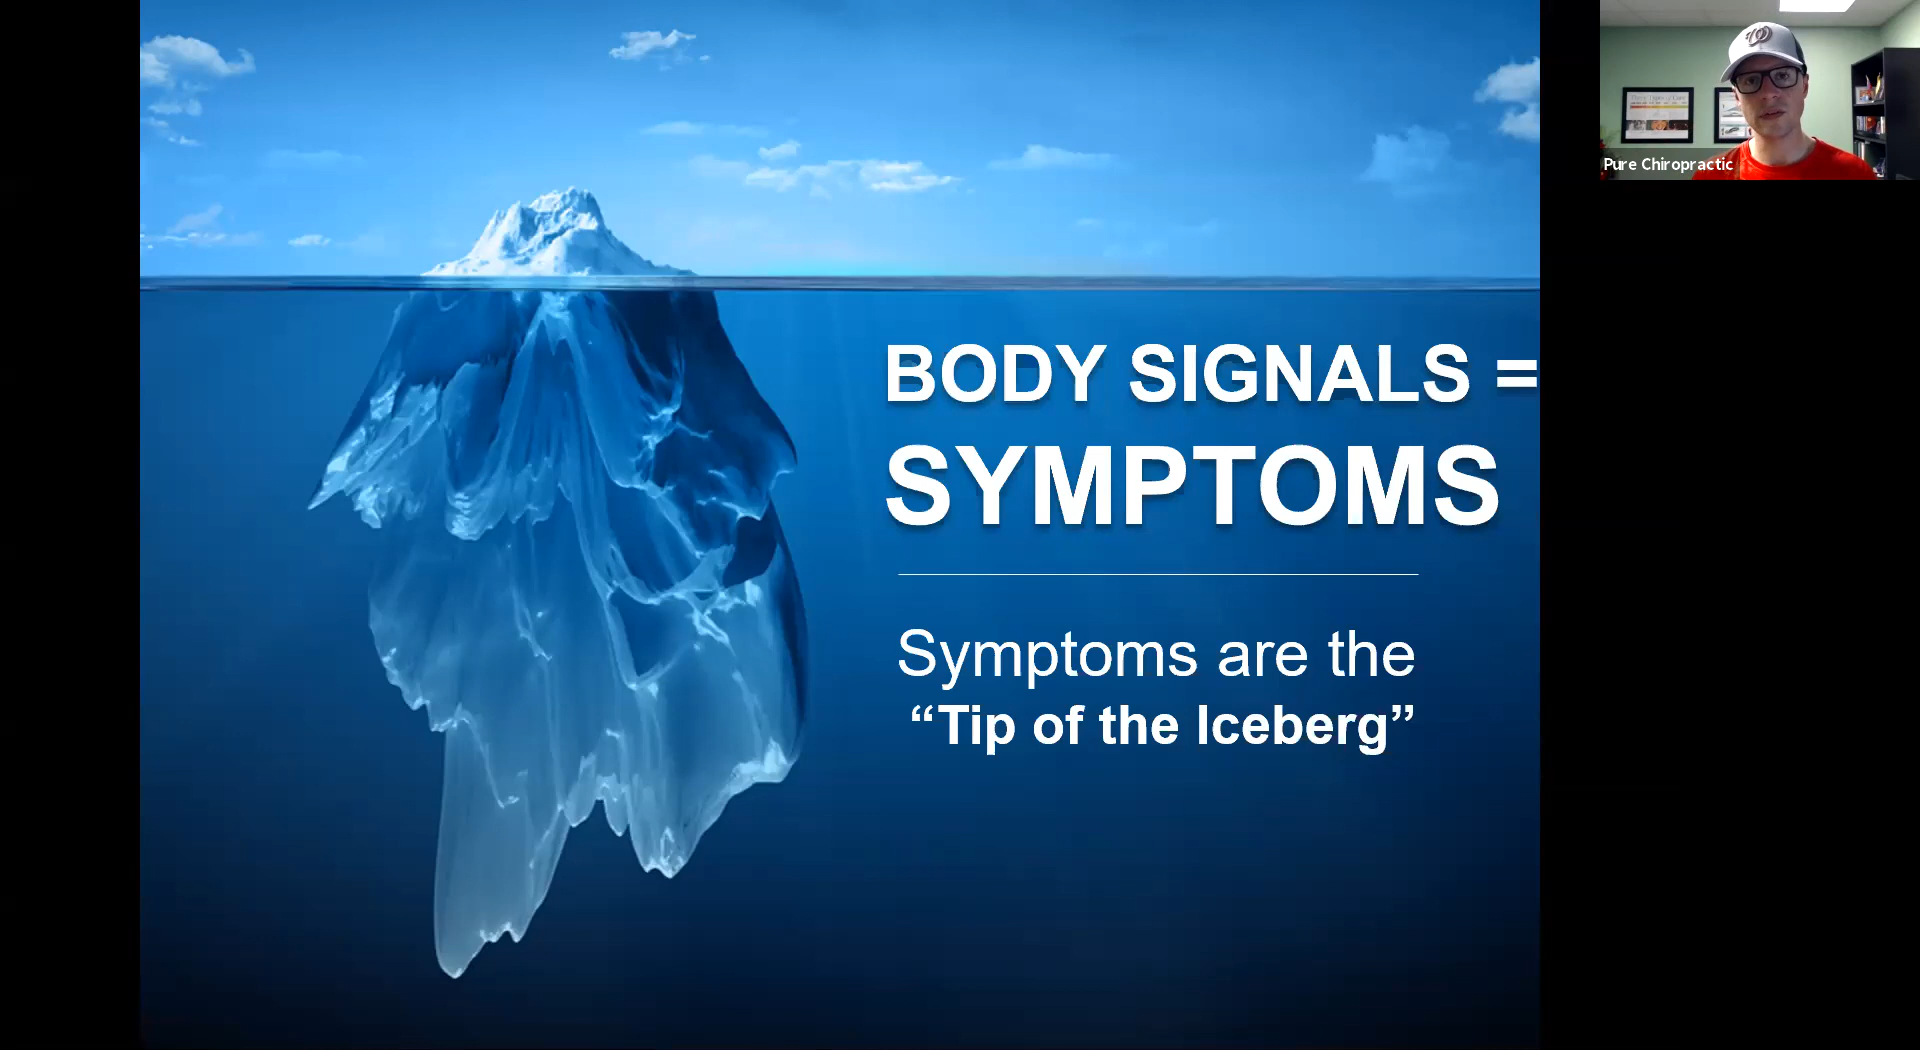 BODY SIGNALS =
SYMPTOMS
Symptoms are the
“Tip of the Iceberg”
Pure Chiropractic